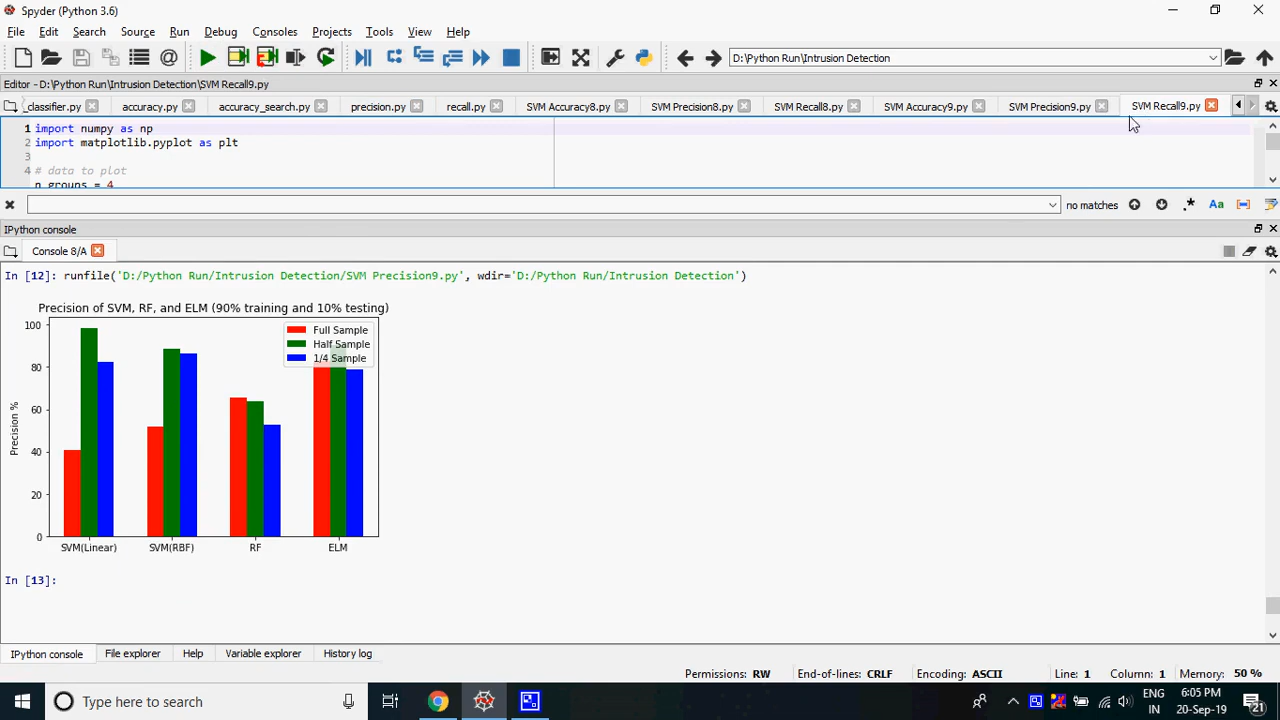 Spyder (Python 3.6)
File Edit Search Source Run Debug Consoles Projects Tools View Help
D:\Python Run\Intrusion Detection
Editor - D:\Python Run\Intrusion Detection\SVM Recall9.py
_classifier.py accuracy.py accuracy_search.py precision.py recall.py SVM Accuracy8.py SVM Precision8.py SVM Recall8.py SVM Accuracy9.py SVM Precision9.py SVM Recall9.py
1 import numpy as np
2 import matplotlib.pyplot as plt
3
4 # data to plot
n_groups = 4
no matches .* Aa
IPython console
Console 8/A
In [12]: runfile('D:/Python Run/Intrusion Detection/SVM Precision9.py', wdir='D:/Python Run/Intrusion Detection')
Precision of SVM, RF, and ELM (90% training and 10% testing)
Full Sample
Half Sample
1/4 Sample
100
80
60
40
20
0
Precision %
SVM(Linear) SVM(RBF) RF ELM
In [13]:
IPython console File explorer Help Variable explorer History log
Permissions: RW End-of-lines: CRLF Encoding: ASCII Line: 1 Column: 1 Memory: 50 %
Type here to search
ENG
IN
6:05 PM
20-Sep-19
21